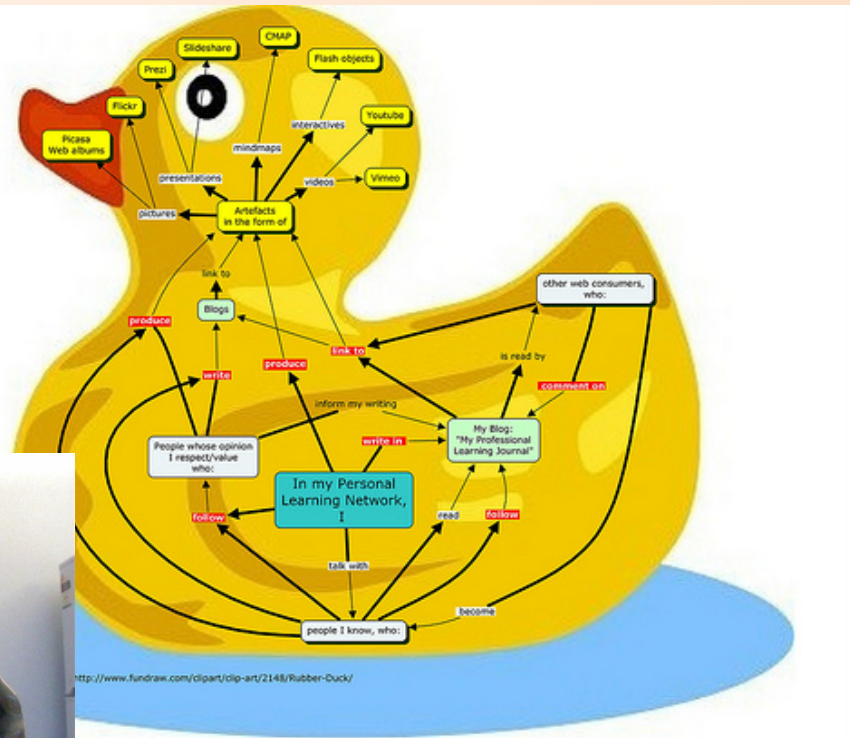 CMAP
Slideshare
Flash objects
Prezi
Flickr
Youtube
interactives
Picasa
Web albums
mindmaps
presentations
videos
Vimeo
pictures
Artefacts
in the form of
link to
other web consumers,
who:
Blogs
produce
link to
is read by
produce
write
comment on
inform my writing
My Blog:
"My Professional
Learning Journal"
People whose opinion
I respect/value
who:
write in
In my Personal
Learning Network,
I
follow
read
follow
talk with
become
people I know, who:
http://www.fundraw.com/clipart/clip-art/2148/Rubber-Duck/